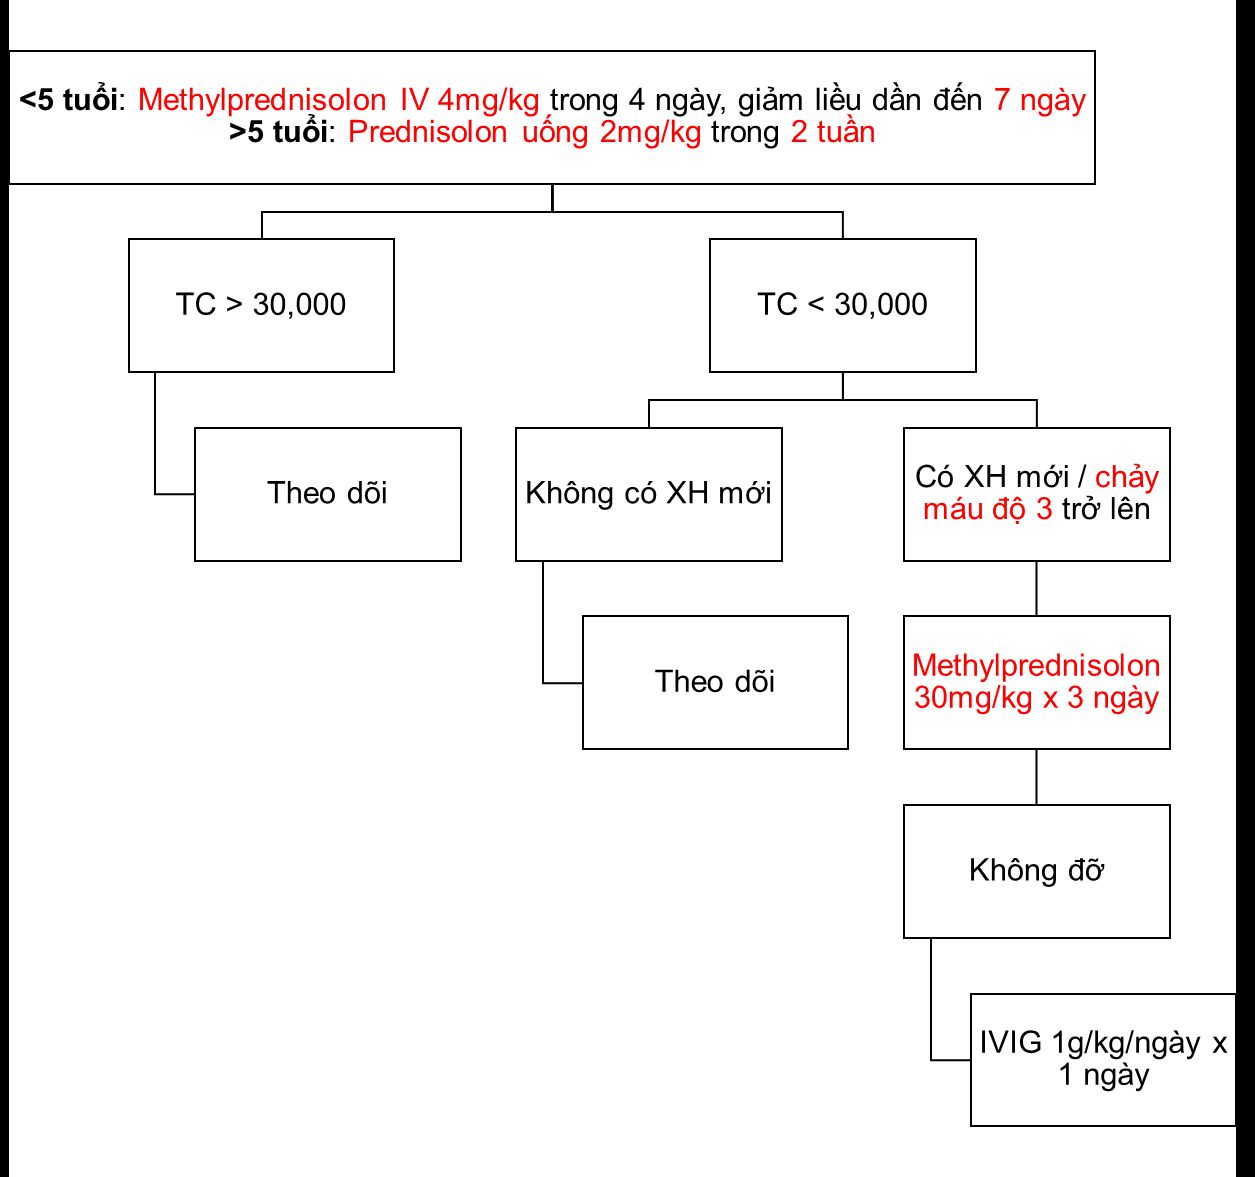 <5 tuổi: Methylprednisolon IV 4mg/kg trong 4 ngày, giảm liều dần đến 7 ngày
>5 tuổi: Prednisolon uống 2mg/kg trong 2 tuần
TC > 30,000
TC < 30,000
Theo dõi
Không có XH mới
Có XH mới / chảy
máu độ 3 trở lên
Theo dõi
Methylprednisolon
30mg/kg x 3 ngày
Không đỡ
IVIG 1g/kg/ngày x
1 ngày